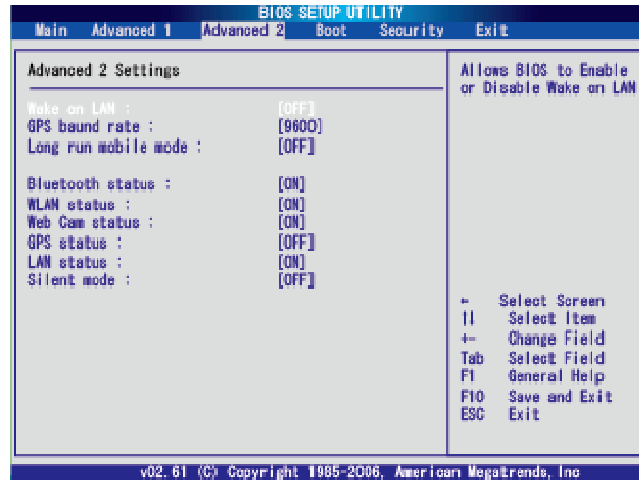 BIOS SETUP UTILITY
Main Advanced 1 Advanced 2 Boot Security Exit
Advanced 2 Settings
Wake on LAN : [OFF]
GPS baund rate : [9600]
Long run mobile mode : [OFF]
Bluetooth status : [ON]
WLAN status : [ON]
Web Cam status : [ON]
GPS status : [OFF]
LAN status : [ON]
Silent mode : [OFF]
Allows BIOS to Enable
or Disable Wake on LAN
← Select Screen
↑↓ Select Item
+- Change Field
Tab Select Field
F1 General Help
F10 Save and Exit
ESC Exit
v02.61 (C) Copyright 1985-2006, American Megatrends, Inc